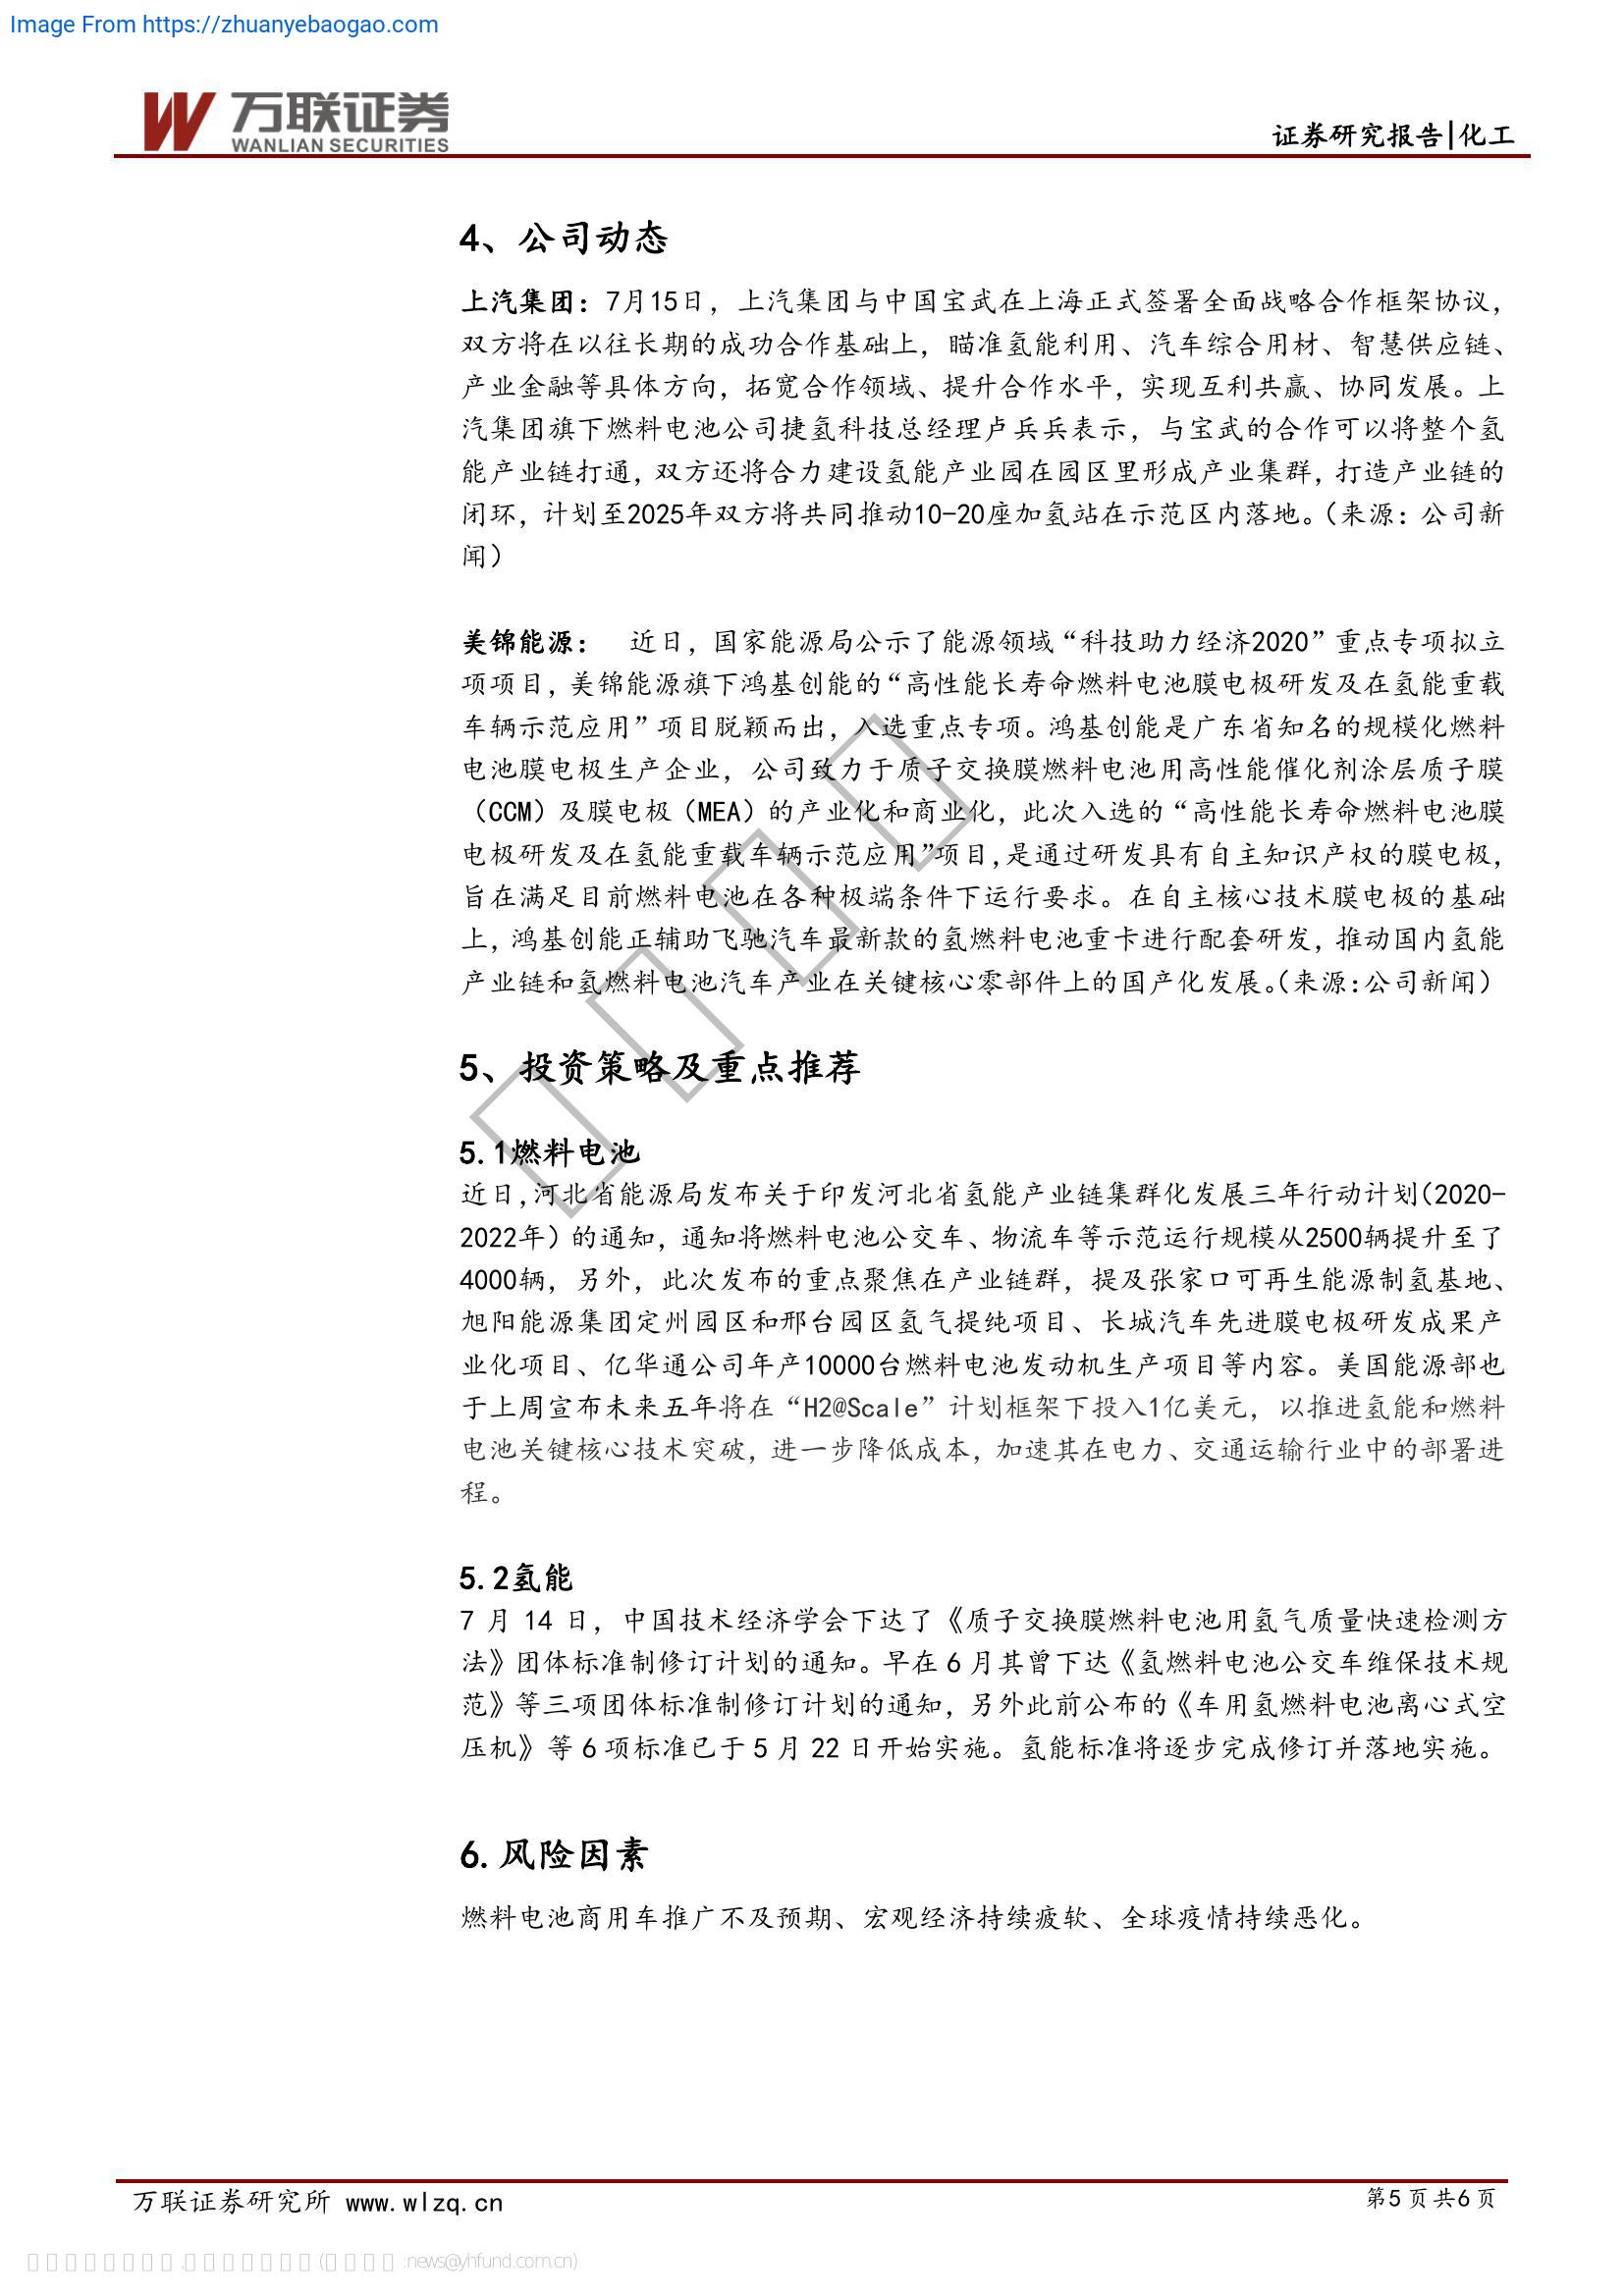 Image From https://zhuanyebaogao.com
万联证券
WANLIAN SECURITIES
证券研究报告|化工
4、公司动态
上汽集团：7月15日，上汽集团与中国宝武在上海正式签署全面战略合作框架协议，
双方将在以往长期的成功合作基础上，瞄准氢能利用、汽车综合用材、智慧供应链、
产业金融等具体方向，拓宽合作领域、提升合作水平，实现互利共赢、协同发展。上
汽集团旗下燃料电池公司捷氢科技总经理卢兵兵表示，与宝武的合作可以将整个氢
能产业链打通，双方还将合力建设氢能产业园在园区里形成产业集群，打造产业链的
闭环，计划至2025年双方将共同推动10-20座加氢站在示范区内落地。（来源：公司新
闻）
美锦能源： 近日，国家能源局公示了能源领域“科技助力经济2020”重点专项拟立
项项目，美锦能源旗下鸿基创能的“高性能长寿命燃料电池膜电极研发及在氢能重载
车辆示范应用”项目脱颖而出，入选重点专项。鸿基创能是广东省知名的规模化燃料
电池膜电极生产企业，公司致力于质子交换膜燃料电池用高性能催化剂涂层质子膜
（CCM）及膜电极（MEA）的产业化和商业化，此次入选的“高性能长寿命燃料电池膜
电极研发及在氢能重载车辆示范应用”项目，是通过研发具有自主知识产权的膜电极，
旨在满足目前燃料电池在各种极端条件下运行要求。在自主核心技术膜电极的基础
上，鸿基创能正辅助飞驰汽车最新款的氢燃料电池重卡进行配套研发，推动国内氢能
产业链和氢燃料电池汽车产业在关键核心零部件上的国产化发展。（来源：公司新闻）
5、投资策略及重点推荐
5.1燃料电池
近日，河北省能源局发布关于印发河北省氢能产业链集群化发展三年行动计划（2020-
2022年）的通知，通知将燃料电池公交车、物流车等示范运行规模从2500辆提升至了
4000辆，另外，此次发布的重点聚焦在产业链群，提及张家口可再生能源制氢基地、
旭阳能源集团定州园区和邢台园区氢气提纯项目、长城汽车先进膜电极研发成果产
业化项目、亿华通公司年产10000台燃料电池发动机生产项目等内容。美国能源部也
于上周宣布未来五年将在“H2@Scale”计划框架下投入1亿美元，以推进氢能和燃料
电池关键核心技术突破，进一步降低成本，加速其在电力、交通运输行业中的部署进
程。
5.2氢能
7 月 14 日，中国技术经济学会下达了《质子交换膜燃料电池用氢气质量快速检测方
法》团体标准制修订计划的通知。早在 6 月其曾下达《氢燃料电池公交车维保技术规
范》等三项团体标准制修订计划的通知，另外此前公布的《车用氢燃料电池离心式空
压机》等 6 项标准已于 5 月 22 日开始实施。氢能标准将逐步完成修订并落地实施。
6.风险因素
燃料电池商用车推广不及预期、宏观经济持续疲软、全球疫情持续恶化。
万联证券研究所 www.wlzq.cn
第 5 页 共 6 页
news@yhfund.com.cn)